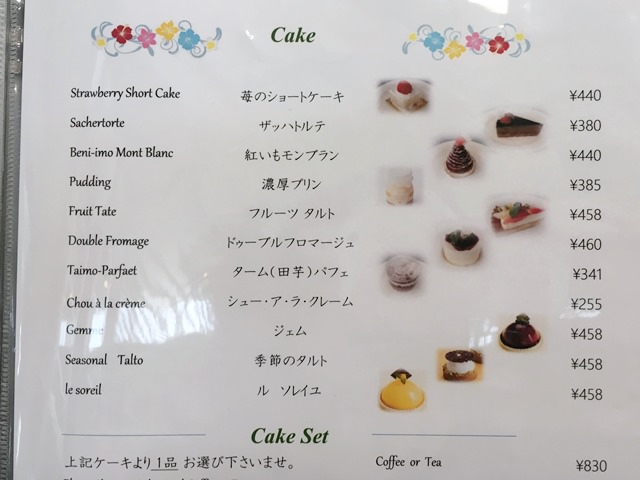 Cake
Strawberry Short Cake 苺のショートケーキ ¥440
Sachertorte ザッハトルテ ¥380
Beni-imo Mont Blanc 紅いもモンブラン ¥440
Pudding 濃厚プリン ¥385
Fruit Tate フルーツ タルト ¥458
Double Fromage ドゥーブルフロマージュ ¥460
Taimo-Parfaet ターム(田芋)パフェ ¥341
Chou à la crème シュー・ア・ラ・クレーム ¥255
Gemme ジェム ¥458
Seasonal Talto 季節のタルト ¥458
le soreil ル ソレイユ ¥458
Cake Set
上記ケーキより1品 お選び下さいませ。 Coffee or Tea ¥830